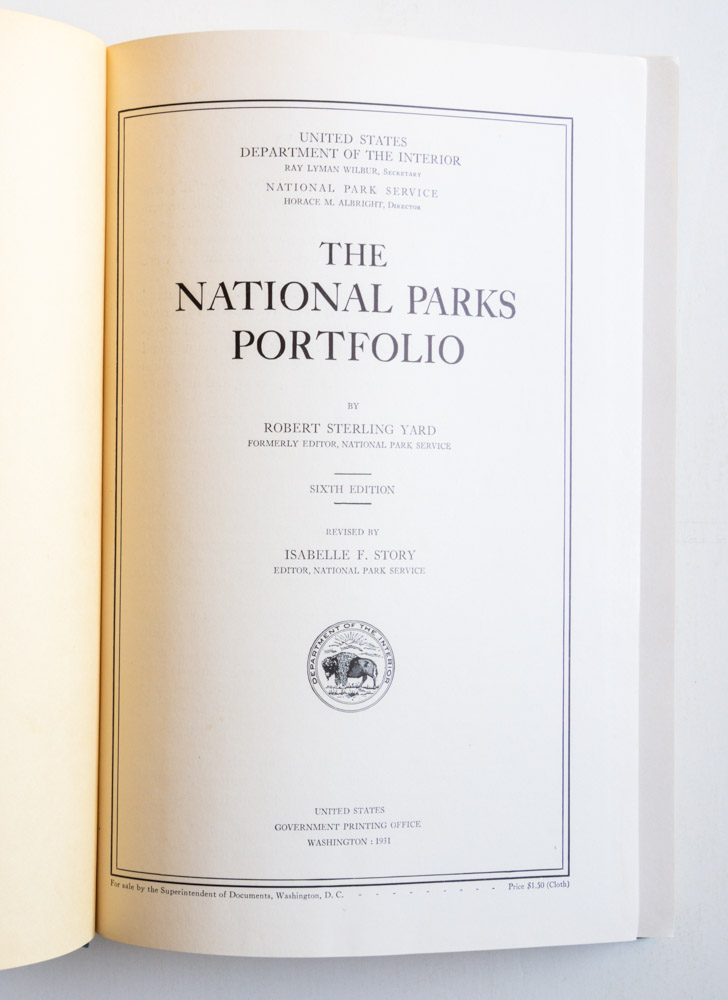 UNITED STATES
DEPARTMENT OF THE INTERIOR
RAY LYMAN WILBUR, SECRETARY
NATIONAL PARK SERVICE
HORACE M. ALBRIGHT, DIRECTOR
THE
NATIONAL PARKS
PORTFOLIO
BY
ROBERT STERLING YARD
FORMERLY EDITOR, NATIONAL PARK SERVICE
SIXTH EDITION
REVISED BY
ISABELLE F. STORY
EDITOR, NATIONAL PARK SERVICE
DEPARTMENT OF THE INTERIOR
UNITED STATES
GOVERNMENT PRINTING OFFICE
WASHINGTON : 1931
For sale by the Superintendent of Documents, Washington, D. C. - - - - - - - - - Price $1.50 (Cloth)